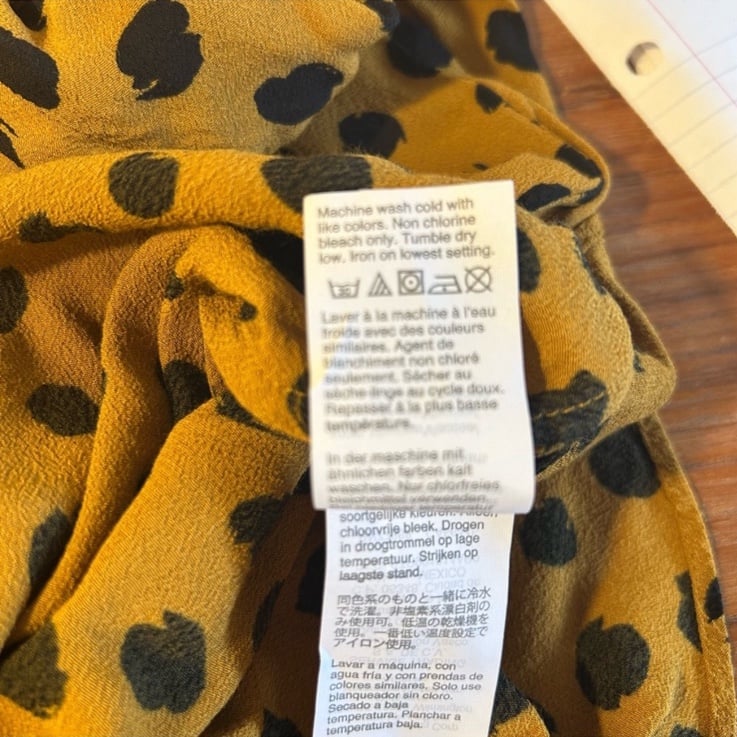 Machine wash cold with
like colors. Non chlorine
bleach only. Tumble dry
low. Iron on lowest setting.
30
Laver à la machine à l'eau
froide avec des couleurs
similaires. Agent de
blanchiment non chloré
seulement. Sécher au
sèche-linge au cycle doux.
Repasser à la plus basse
température.
In der maschine mit
ähnlichen farben kalt
waschen. Nur chlorfreies
bleichmittel verwenden.
soortgelijke kleuren. Alleen
chloorvrije bleek. Drogen
in droogtrommel op lage
temperatuur. Strijken op
laagste stand.
同色系のものと一緒に冷水
で洗濯。非塩素系漂白剤の
み使用可。低温の乾燥機を
使用。一番低い温度設定で
アイロン使用。
Lavar a máquina, con
agua fría y con prendas de
colores similares. Solo use
blanqueador sin cloro.
Secado a baja
temperatura. Planchar a
temperatura baja.